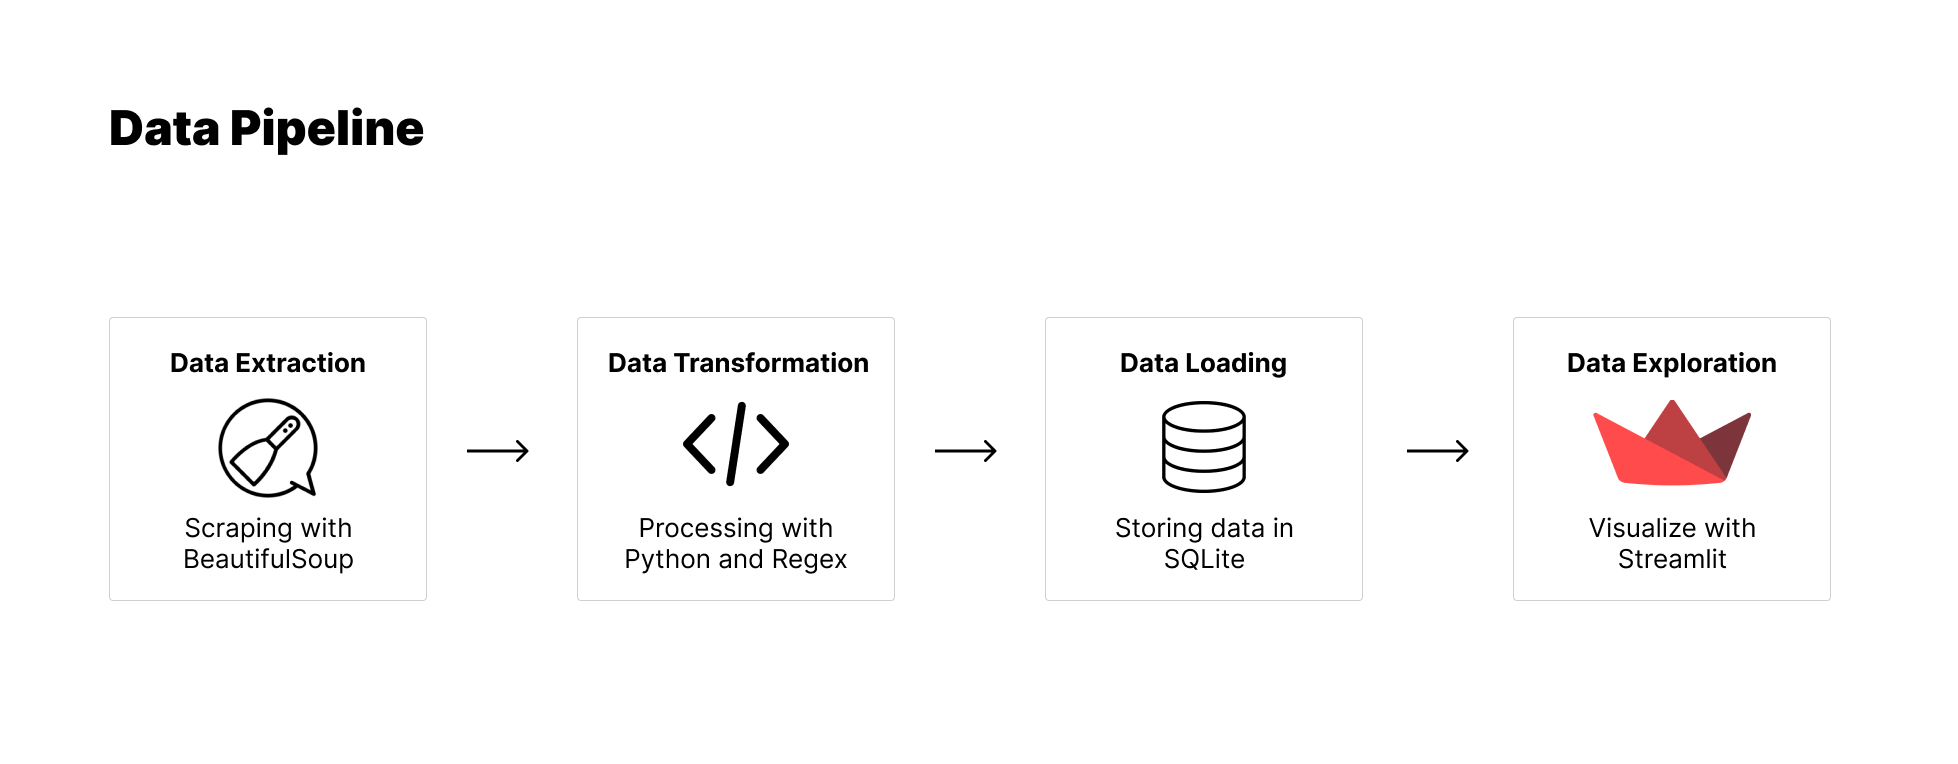 Data Pipeline
Data Extraction
Scraping with
BeautifulSoup
Data Transformation
Processing with
Python and Regex
Data Loading
Storing data in
SQLite
Data Exploration
Visualize with
Streamlit